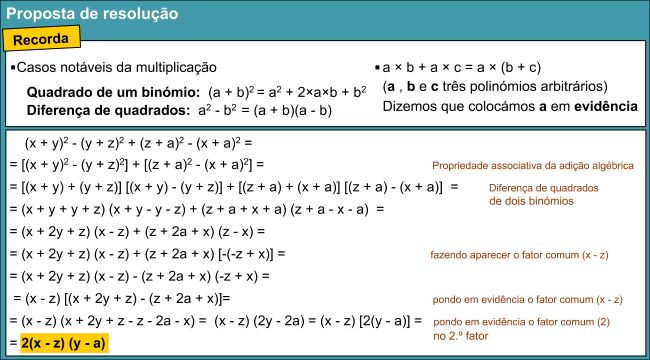 Proposta de resolução
Recorda
▪Casos notáveis da multiplicação
Quadrado de um binómio: (a + b)² = a² + 2×a×b + b²
Diferença de quadrados: a² - b² = (a + b)(a - b)
▪ a × b + a × c = a × (b + c)
(a , b e c três polinómios arbitrários)
Dizemos que colocámos a em evidência
(x + y)² - (y + z)² + (z + a)² - (x + a)² =
= [(x + y)² - (y + z)²] + [(z + a)² - (x + a)²] =
Propriedade associativa da adição algébrica
= [(x + y) + (y + z)] [(x + y) - (y + z)] + [(z + a) + (x + a)] [(z + a) - (x + a)] =
Diferença de quadrados
de dois binómios
= (x + y + y + z) (x + y - y - z) + (z + a + x + a) (z + a - x - a) =
= (x + 2y + z) (x - z) + (z + 2a + x) (z - x) =
= (x + 2y + z) (x - z) + (z + 2a + x) [-(-z + x)] =
fazendo aparecer o fator comum (x - z)
= (x + 2y + z) (x - z) - (z + 2a + x) (-z + x) =
= (x - z) [(x + 2y + z) - (z + 2a + x)]=
pondo em evidência o fator comum (x - z)
= (x - z) (x + 2y + z - z - 2a - x) = (x - z) (2y - 2a) = (x - z) [2(y - a)] =
pondo em evidência o fator comum (2)
no 2.º fator
= 2(x - z) (y - a)